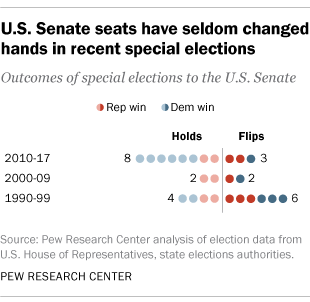 U.S. Senate seats have seldom changed
hands in recent special elections
Outcomes of special elections to the U.S. Senate
Rep win Dem win
Holds Flips
2010-17 8 3
2000-09 2 2
1990-99 4 6
Source: Pew Research Center analysis of election data from
U.S. House of Representatives, state elections authorities.
PEW RESEARCH CENTER